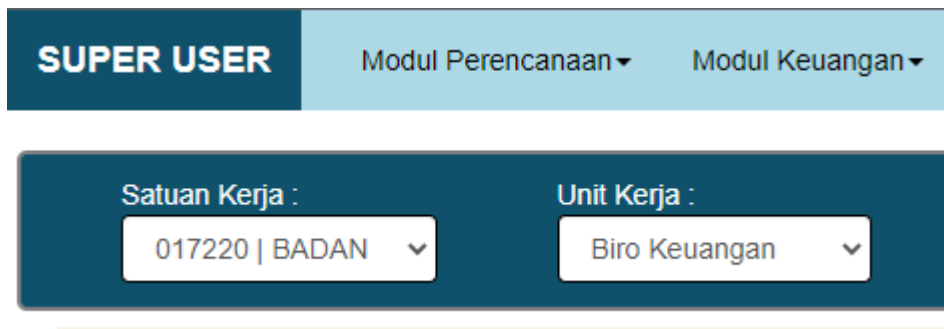 SUPER USER Modul Perencanaan Modul Keuangan
Satuan Kerja : Unit Kerja :
017220 | BADAN Biro Keuangan